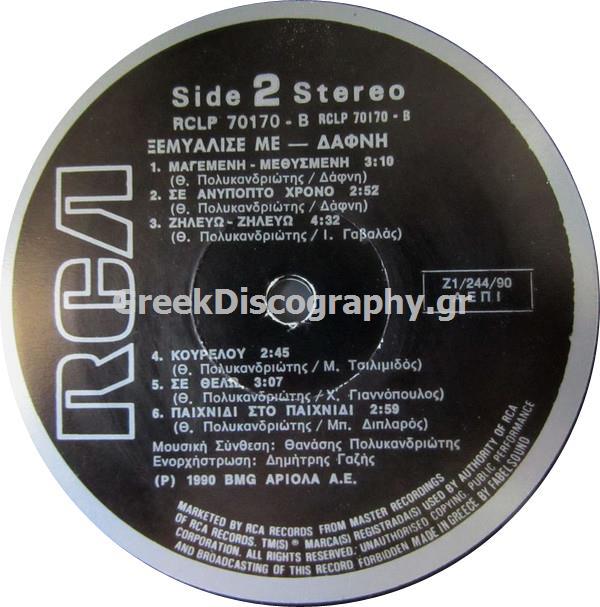 Side 2 Stereo
RCLP 70170 - B RCLP 70170 - B
ΞΕΜΥΑΛΙΣΕ ΜΕ — ΔΑΦΝΗ
1. ΜΑΓΕΜΕΝΗ - ΜΕΘΥΣΜΕΝΗ 3:10
(Θ. Πολυκανδριώτης / Δάφνη)
2. ΣΕ ΑΝΥΠΟΠΤΟ ΧΡΟΝΟ 2:52
(Θ. Πολυκανδριώτης / Δάφνη)
3. ΖΗΛΕΥΩ - ΖΗΛΕΥΩ 4:32
(Θ. Πολυκανδριώτης / Ι. Γαβαλάς)
RCA
Z1/244/90
ΑΕΠΙ
GreekDiscography.gr
4. ΚΟΥΡΕΛΟΥ 2:45
(Θ. Πολυκανδριώτης / Μ. Τσιλιμιδός)
5. ΣΕ ΘΕΛΩ 3:07
(Θ. Πολυκανδριώτης / Χ. Γιαννόπουλος)
6. ΠΑΙΧΝΙΔΙ ΣΤΟ ΠΑΙΧΝΙΔΙ 2:59
(Θ. Πολυκανδριώτης / Μπ. Διπλαρός)
Μουσική Σύνθεση: Θανάσης Πολυκανδριώτης
Ενορχήστρωση: Δημήτρης Γαζής
(P) 1990 BMG ΑΡΙΟΛΑ Α.Ε.
MARKETED BY RCA RECORDS FROM MASTER RECORDINGS
OF RCA RECORDS. TM(S) ® MARCA(S) REGISTRADA(S) USED BY AUTHORITY OF RCA
CORPORATION. ALL RIGHTS RESERVED. UNAUTHORISED COPYING, PUBLIC PERFORMANCE
AND BROADCASTING OF THIS RECORD FORBIDDEN MADE IN GREECE BY FABELSOUND